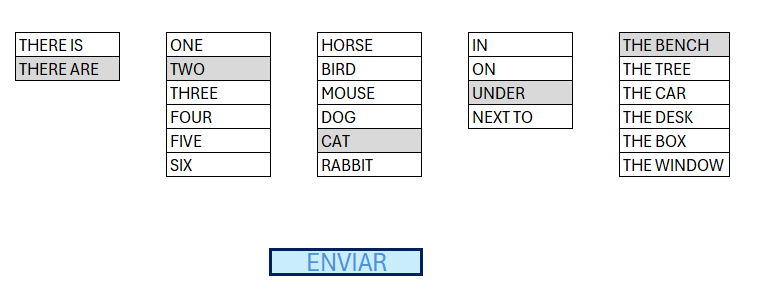 THERE IS
THERE ARE
ONE
TWO
THREE
FOUR
FIVE
SIX
HORSE
BIRD
MOUSE
DOG
CAT
RABBIT
IN
ON
UNDER
NEXT TO
THE BENCH
THE TREE
THE CAR
THE DESK
THE BOX
THE WINDOW
ENVIAR